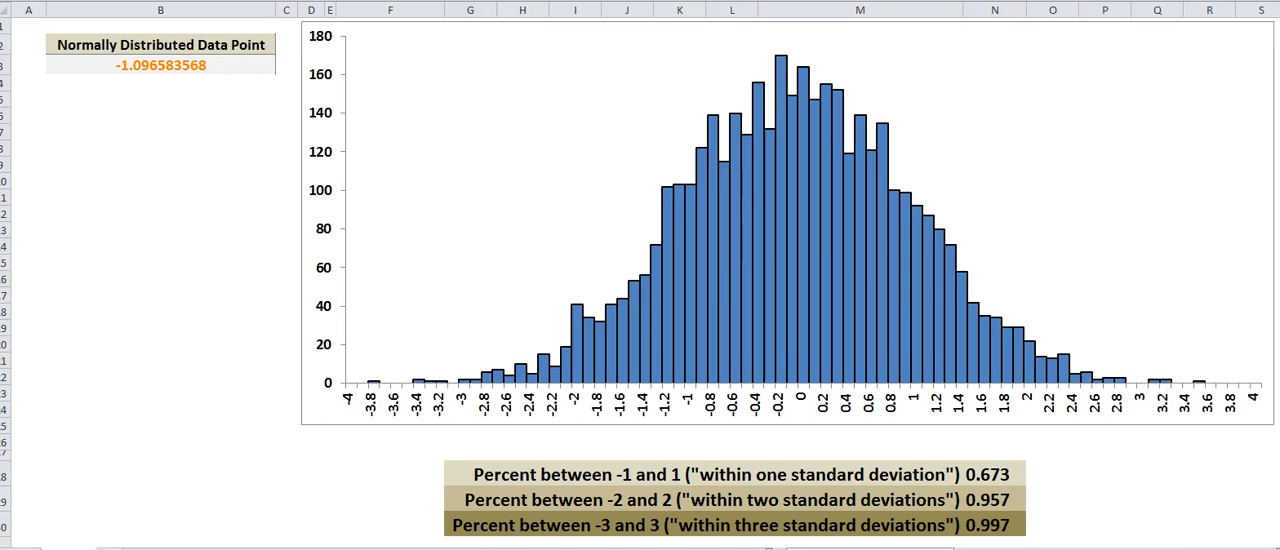 A B C D E F G H I J K L M N O P Q R S
Normally Distributed Data Point
-1.096583568
180
160
140
120
100
80
60
40
20
0
-4 -3.8 -3.6 -3.4 -3.2 -3 -2.8 -2.6 -2.4 -2.2 -2 -1.8 -1.6 -1.4 -1.2 -1 -0.8 -0.6 -0.4 -0.2 0 0.2 0.4 0.6 0.8 1 1.2 1.4 1.6 1.8 2 2.2 2.4 2.6 2.8 3 3.2 3.4 3.6 3.8 4
Percent between -1 and 1 ("within one standard deviation") 0.673
Percent between -2 and 2 ("within two standard deviations") 0.957
Percent between -3 and 3 ("within three standard deviations") 0.997